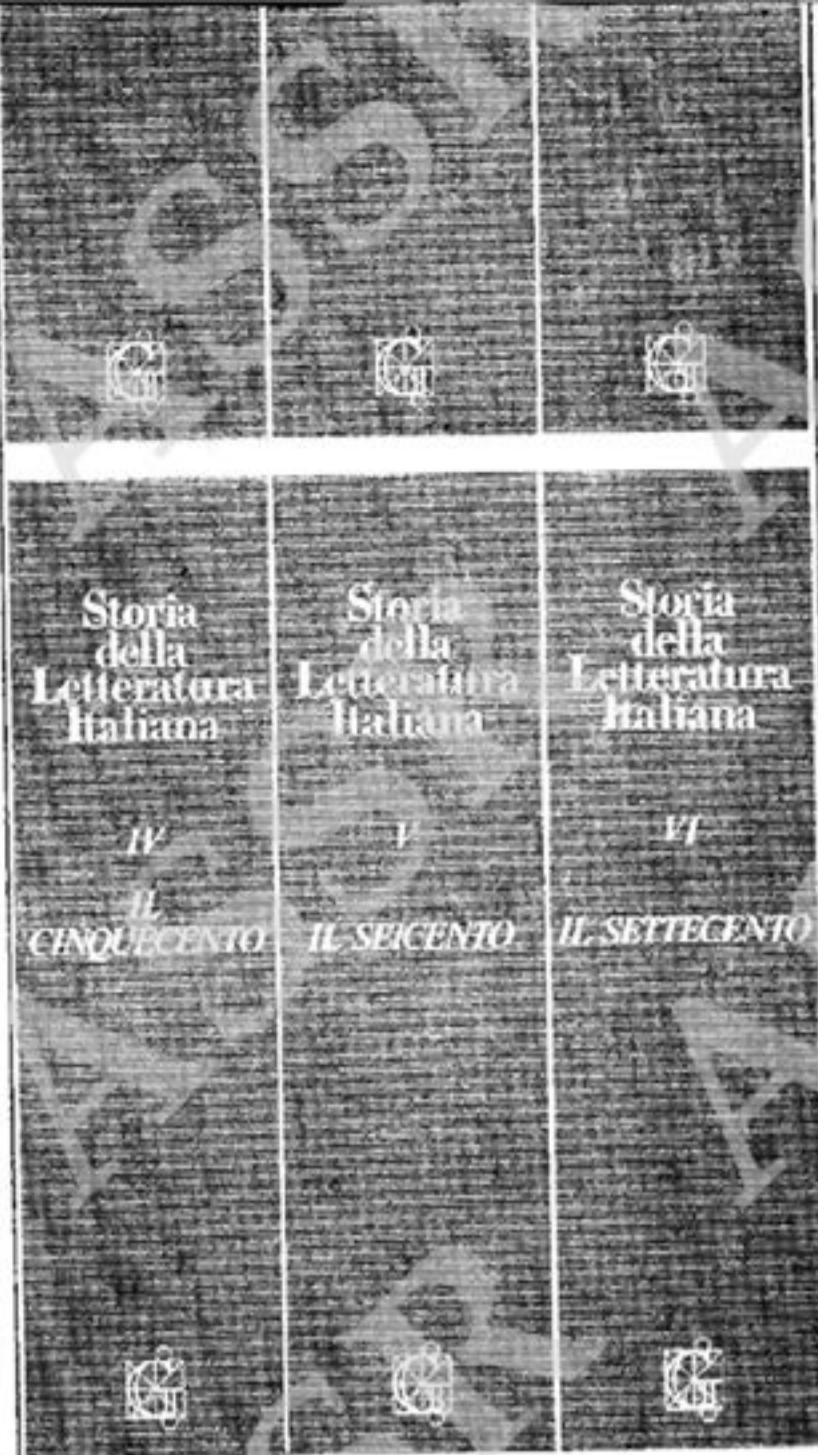 Storia
della
Letteratura
Italiana
IV
IL
CINQUECENTO
Storia
della
Letteratura
Italiana
V
IL SEICENTO
Storia
della
Letteratura
Italiana
VI
IL SETTECENTO